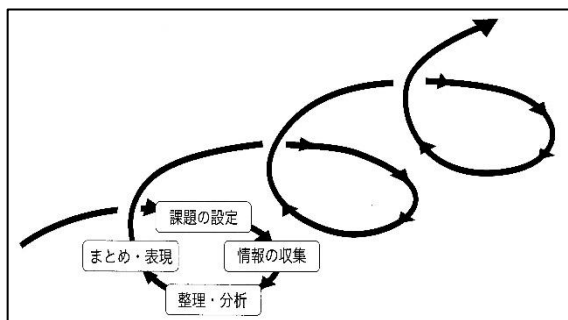 課題の設定
まとめ・表現
情報の収集
整理・分析